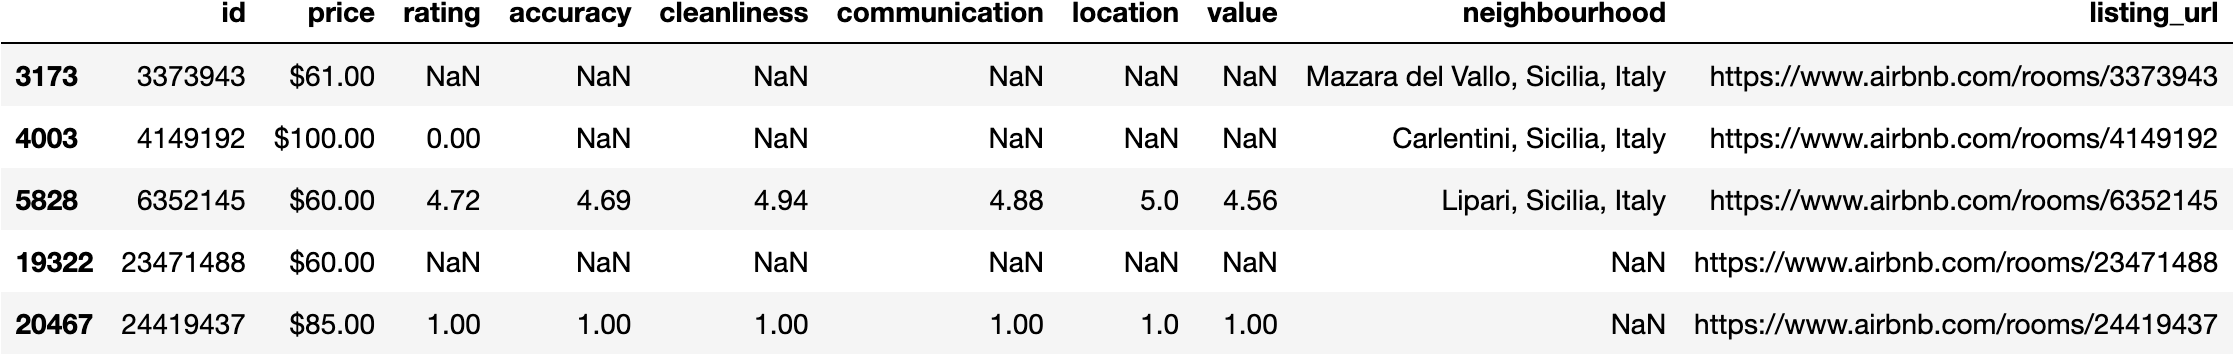 id price rating accuracy cleanliness communication location value neighbourhood listing_url
3173 3373943 $61.00 NaN NaN NaN NaN NaN NaN Mazara del Vallo, Sicilia, Italy https://www.airbnb.com/rooms/3373943
4003 4149192 $100.00 0.00 NaN NaN NaN NaN NaN Carlentini, Sicilia, Italy https://www.airbnb.com/rooms/4149192
5828 6352145 $60.00 4.72 4.69 4.94 4.88 5.0 4.56 Lipari, Sicilia, Italy https://www.airbnb.com/rooms/6352145
19322 23471488 $60.00 NaN NaN NaN NaN NaN NaN NaN https://www.airbnb.com/rooms/23471488
20467 24419437 $85.00 1.00 1.00 1.00 1.00 1.0 1.00 NaN https://www.airbnb.com/rooms/24419437